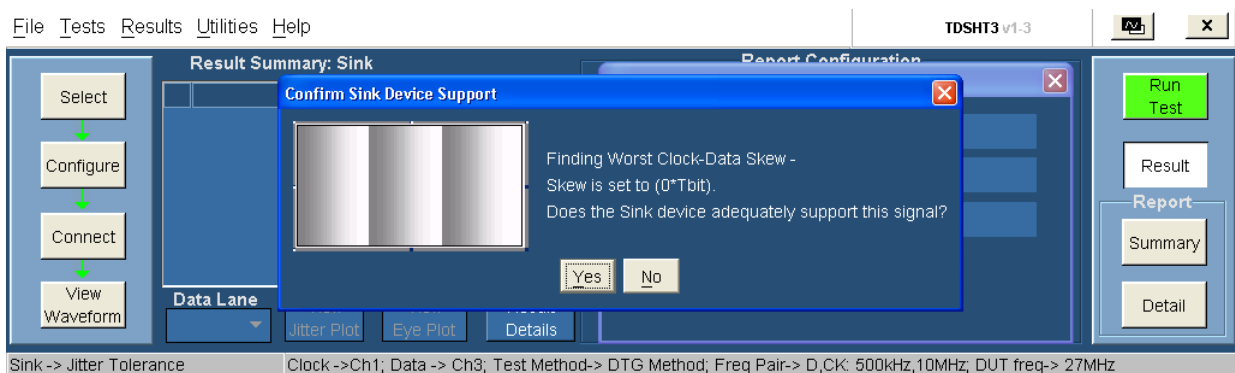 File Tests Results Utilities Help
TDSHT3 v1-3
x
Result Summary: Sink
Report Configuration
Select
Configure
Connect
View
Waveform
Confirm Sink Device Support
Finding Worst Clock-Data Skew -
Skew is set to (0*Tbit).
Does the Sink device adequately support this signal?
Yes No
Data Lane
Jitter Plot
Eye Plot
Details
Run
Test
Result
Report
Summary
Detail
Sink -> Jitter Tolerance
Clock ->Ch1; Data -> Ch3; Test Method-> DTG Method; Freq Pair-> D,CK: 500kHz,10MHz; DUT freq-> 27MHz